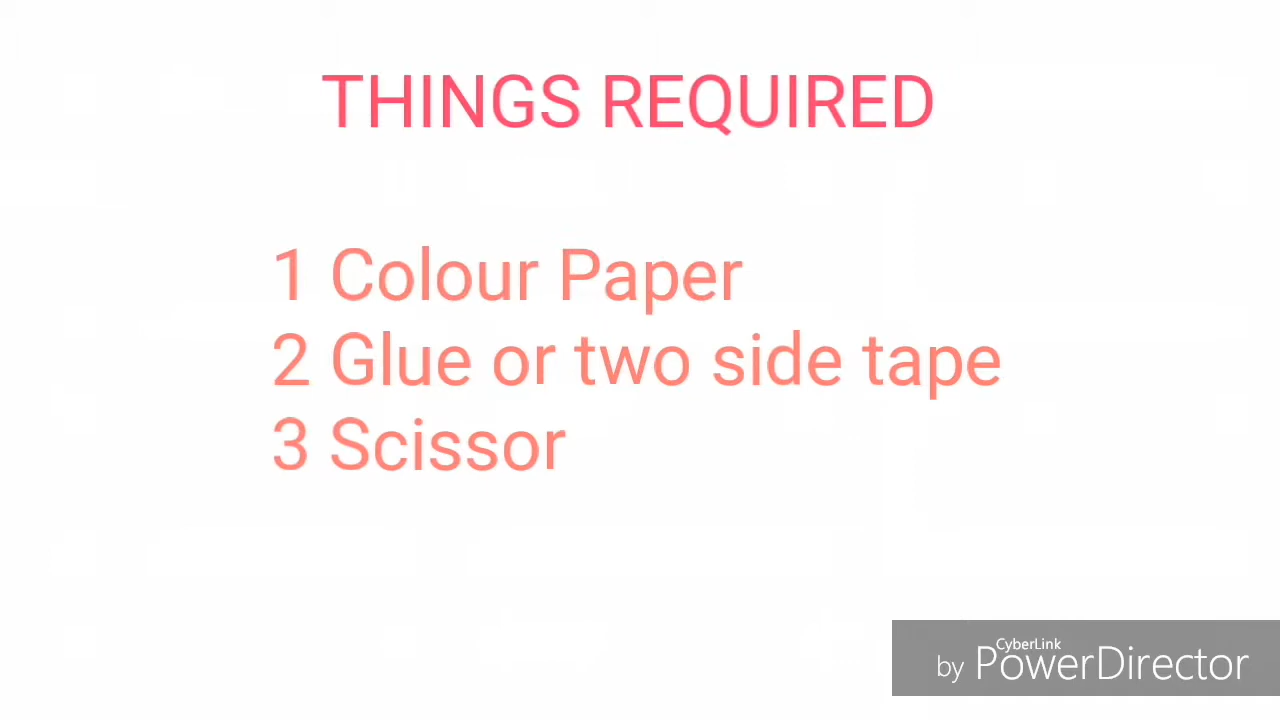 THINGS REQUIRED
1 Colour Paper
2 Glue or two side tape
3 Scissor
CyberLink
by PowerDirector